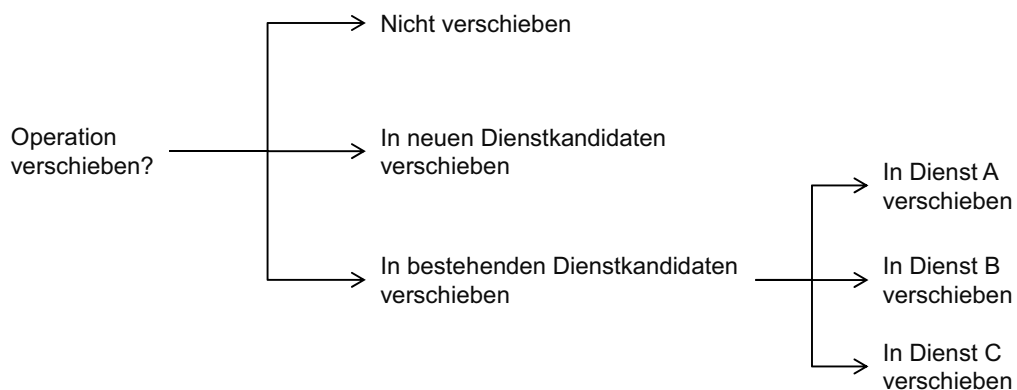 Nicht verschieben
Operation
verschieben?
In neuen Dienstkandidaten
verschieben
In bestehenden Dienstkandidaten
verschieben
In Dienst A
verschieben
In Dienst B
verschieben
In Dienst C
verschieben